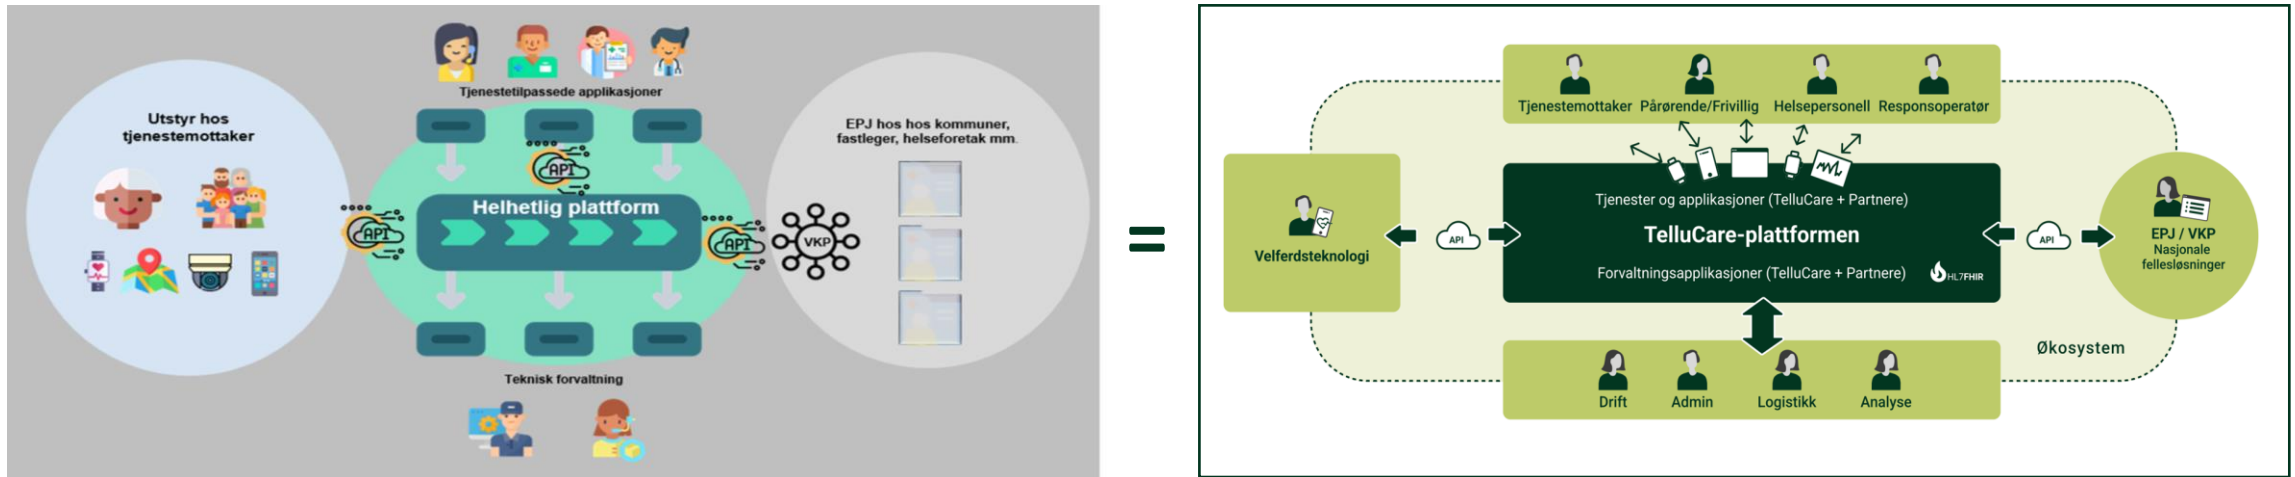 Tjenestetilpassede applikasjoner
Utstyr hos
tjenestemottaker
EPJ hos hos kommuner,
fastleger, helseforetak mm.
API
Helhetlig plattform
API
API
VKP
Teknisk forvaltning
=
Tjenestemottaker
Pårørende/Frivillig
Helsepersonell
Responsoperatør
Velferdsteknologi
API
Tjenester og applikasjoner (TelluCare + Partnere)
TelluCare-plattformen
Forvaltningsapplikasjoner (TelluCare + Partnere)
HL7FHIR
API
EPJ / VKP
Nasjonale
fellesløsninger
Økosystem
Drift
Admin
Logistikk
Analyse